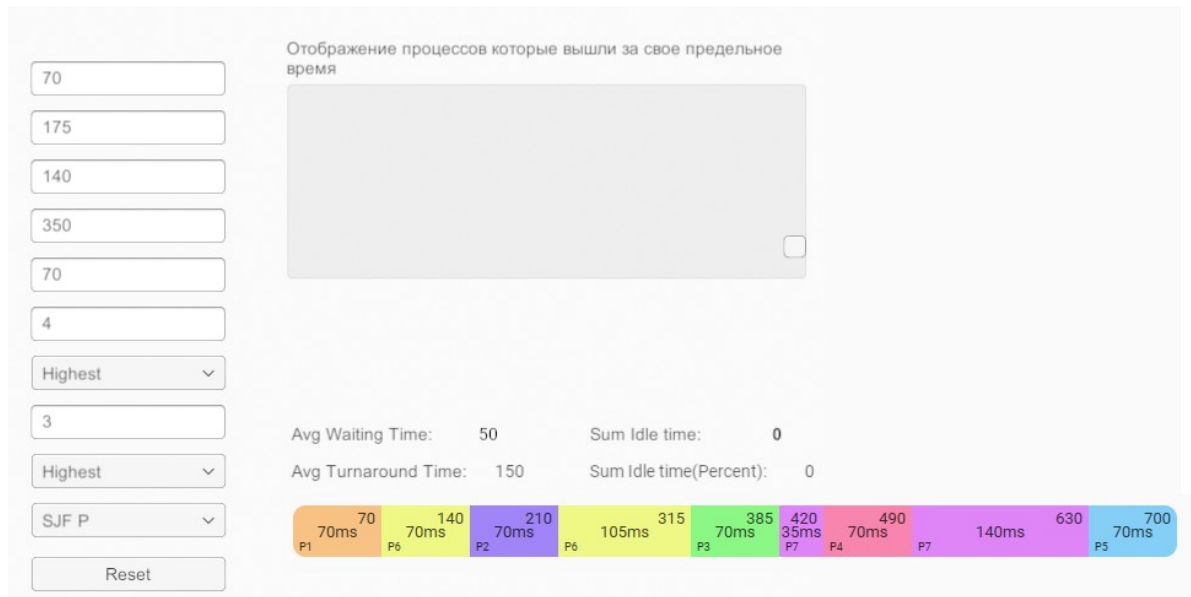 Отображение процессов которые вышли за свое предельное
время
70
175
140
350
70
4
Highest
3
Highest
SJF P
Reset
Avg Waiting Time: 50 Sum Idle time: 0
Avg Turnaround Time: 150 Sum Idle time(Percent): 0
70 140 210 315 385 420 490 630 700
70ms 70ms 70ms 105ms 70ms 35ms 70ms 140ms 70ms
P1 P6 P2 P6 P3 P7 P4 P7 P5